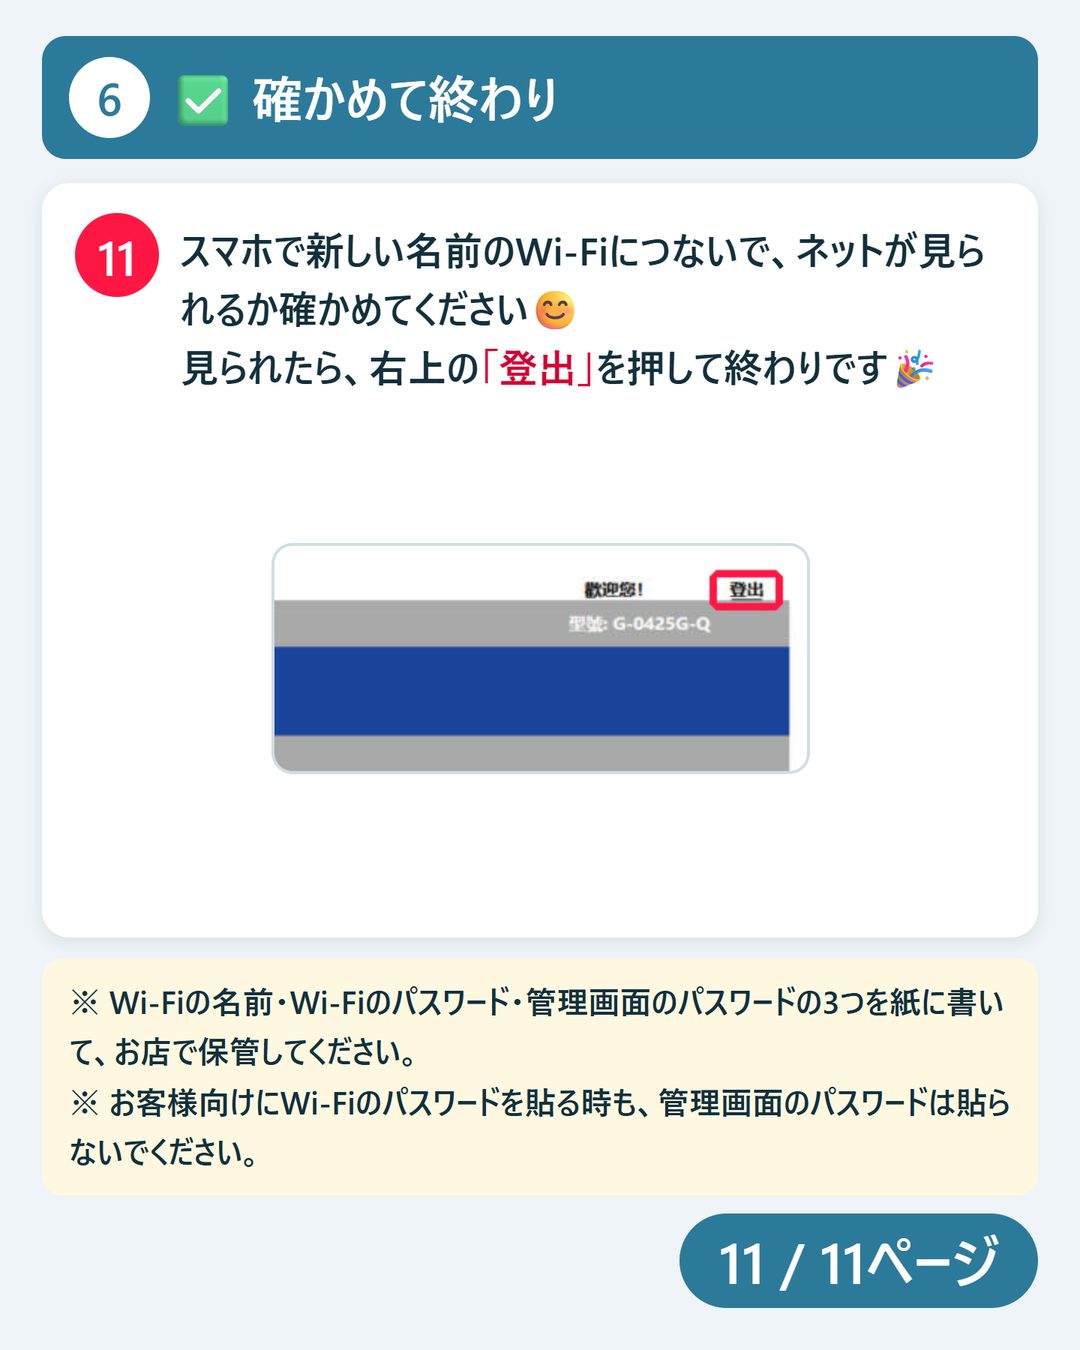 6 ✅ 確かめて終わり
11 スマホで新しい名前のWi-Fiにつないで、ネットが見ら
れるか確かめてください😊
見られたら、右上の「登出」を押して終わりです🎉
歡迎您! 登出
型號: G-0425G-Q
※ Wi-Fiの名前・Wi-Fiのパスワード・管理画面のパスワードの3つを紙に書い
て、お店で保管してください。
※ お客様向けにWi-Fiのパスワードを貼る時も、管理画面のパスワードは貼ら
ないでください。
11 / 11ページ